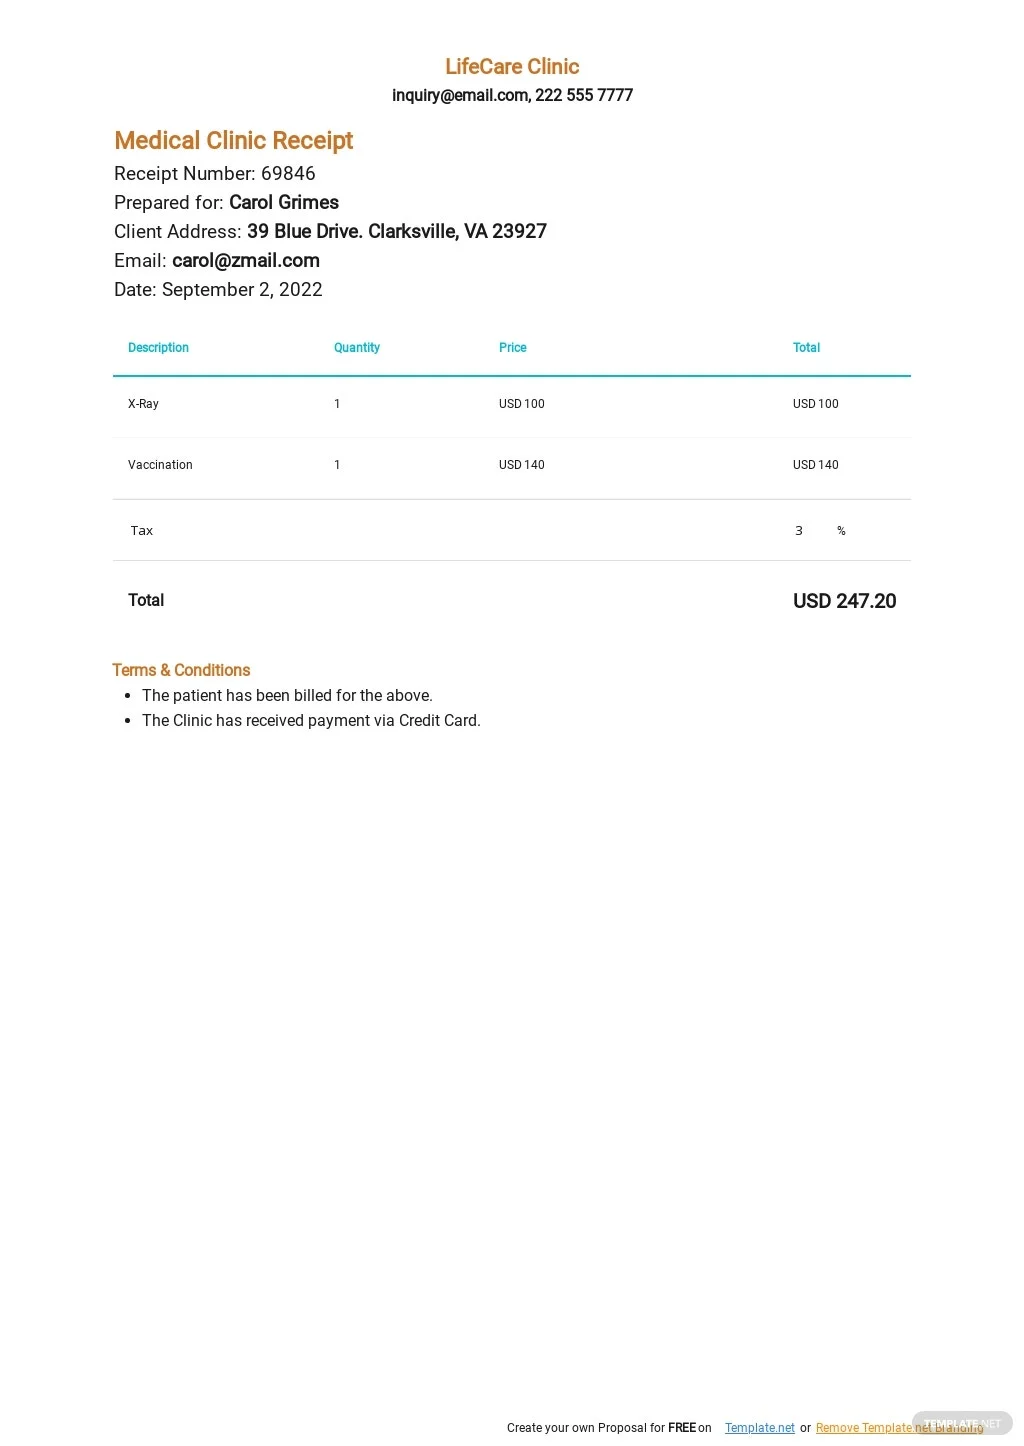 LifeCare Clinic
inquiry@email.com, 222 555 7777
Medical Clinic Receipt
Receipt Number: 69846
Prepared for: Carol Grimes
Client Address: 39 Blue Drive. Clarksville, VA 23927
Email: carol@zmail.com
Date: September 2, 2022
Description Quantity Price Total
X-Ray 1 USD 100 USD 100
Vaccination 1 USD 140 USD 140
Tax 3 %
Total USD 247.20
Terms & Conditions
• The patient has been billed for the above.
• The Clinic has received payment via Credit Card.
Create your own Proposal for FREE on Template.net or Remove Template.net Branding
TEMPLATE.NET